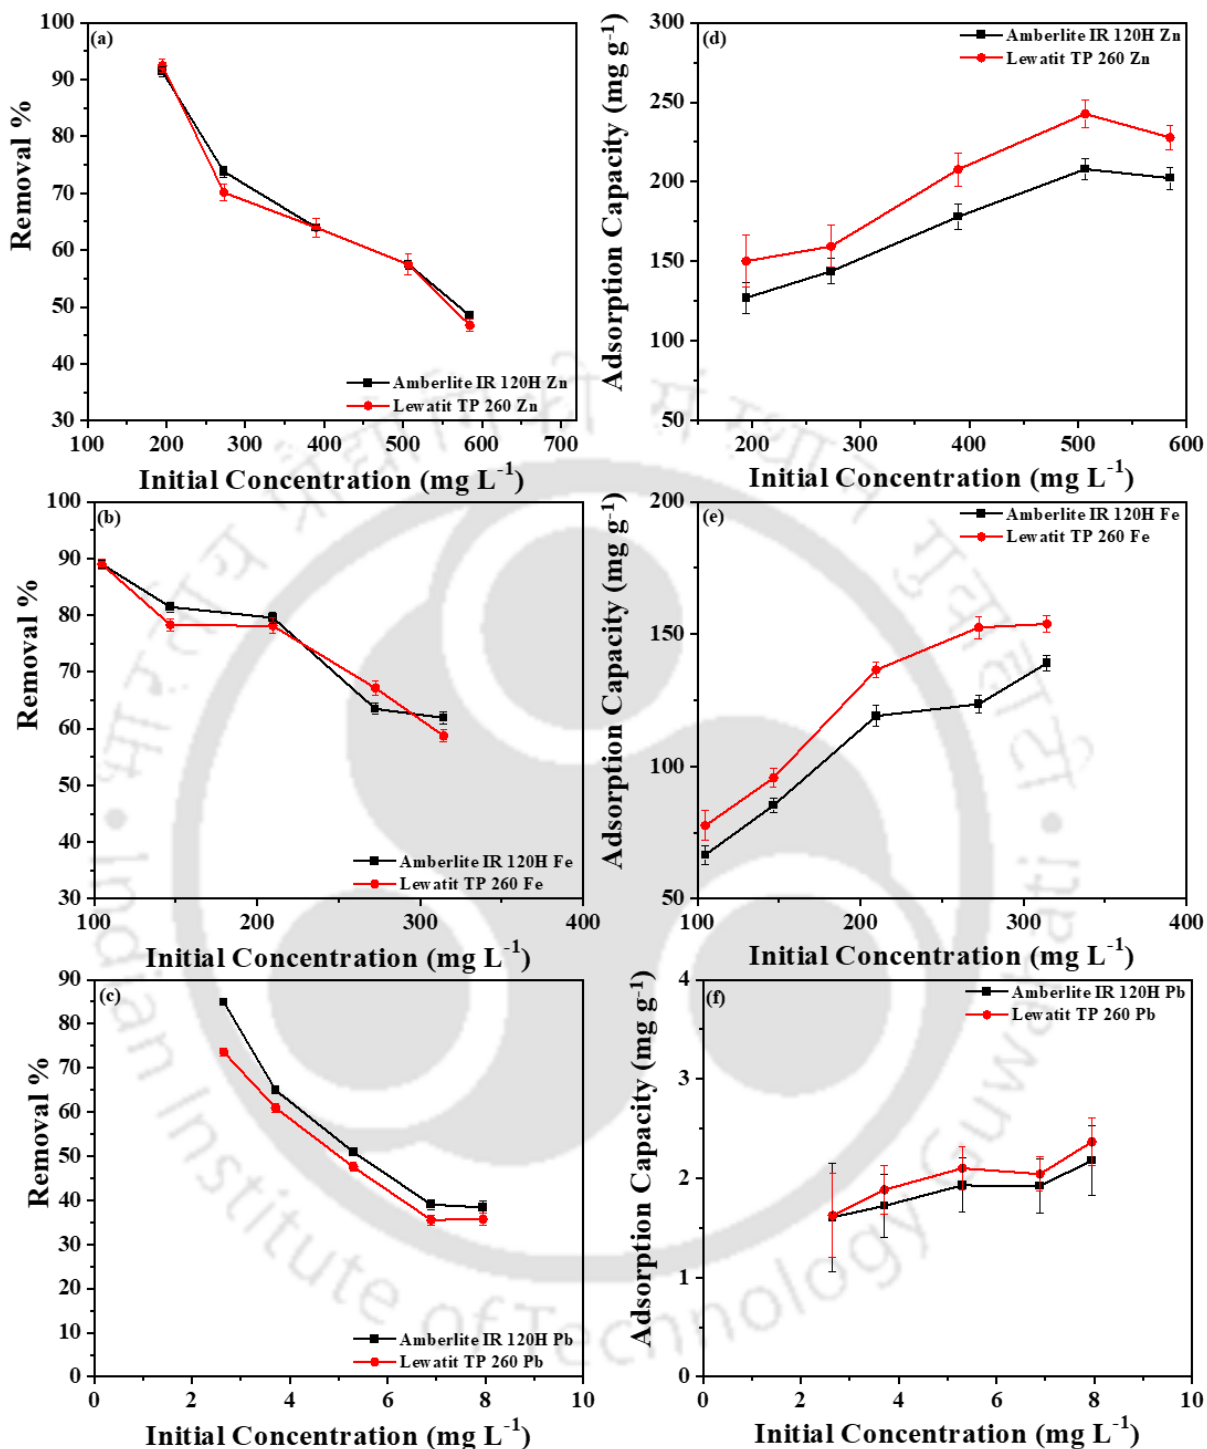 (a)
100
90
80
70
60
50
40
30
Removal %
Amberlite IR 120H Zn
Lewatit TP 260 Zn
100 200 300 400 500 600 700
Initial Concentration (mg L⁻¹)
(d)
300
250
200
150
100
50
Adsorption Capacity (mg g⁻¹)
Amberlite IR 120H Zn
Lewatit TP 260 Zn
200 300 400 500 600
Initial Concentration (mg L⁻¹)
(b)
100
90
80
70
60
50
40
30
Removal %
Amberlite IR 120H Fe
Lewatit TP 260 Fe
100 200 300 400
Initial Concentration (mg L⁻¹)
(e)
200
150
100
50
Adsorption Capacity (mg g⁻¹)
Amberlite IR 120H Fe
Lewatit TP 260 Fe
100 200 300 400
Initial Concentration (mg L⁻¹)
(c)
90
80
70
60
50
40
30
20
10
0
Removal %
Amberlite IR 120H Pb
Lewatit TP 260 Pb
0 2 4 6 8 10
Initial Concentration (mg L⁻¹)
(f)
4
3
2
1
0
Adsorption Capacity (mg g⁻¹)
Amberlite IR 120H Pb
Lewatit TP 260 Pb
0 2 4 6 8 10
Initial Concentration (mg L⁻¹)
Indian Institute of Technology Guwahati